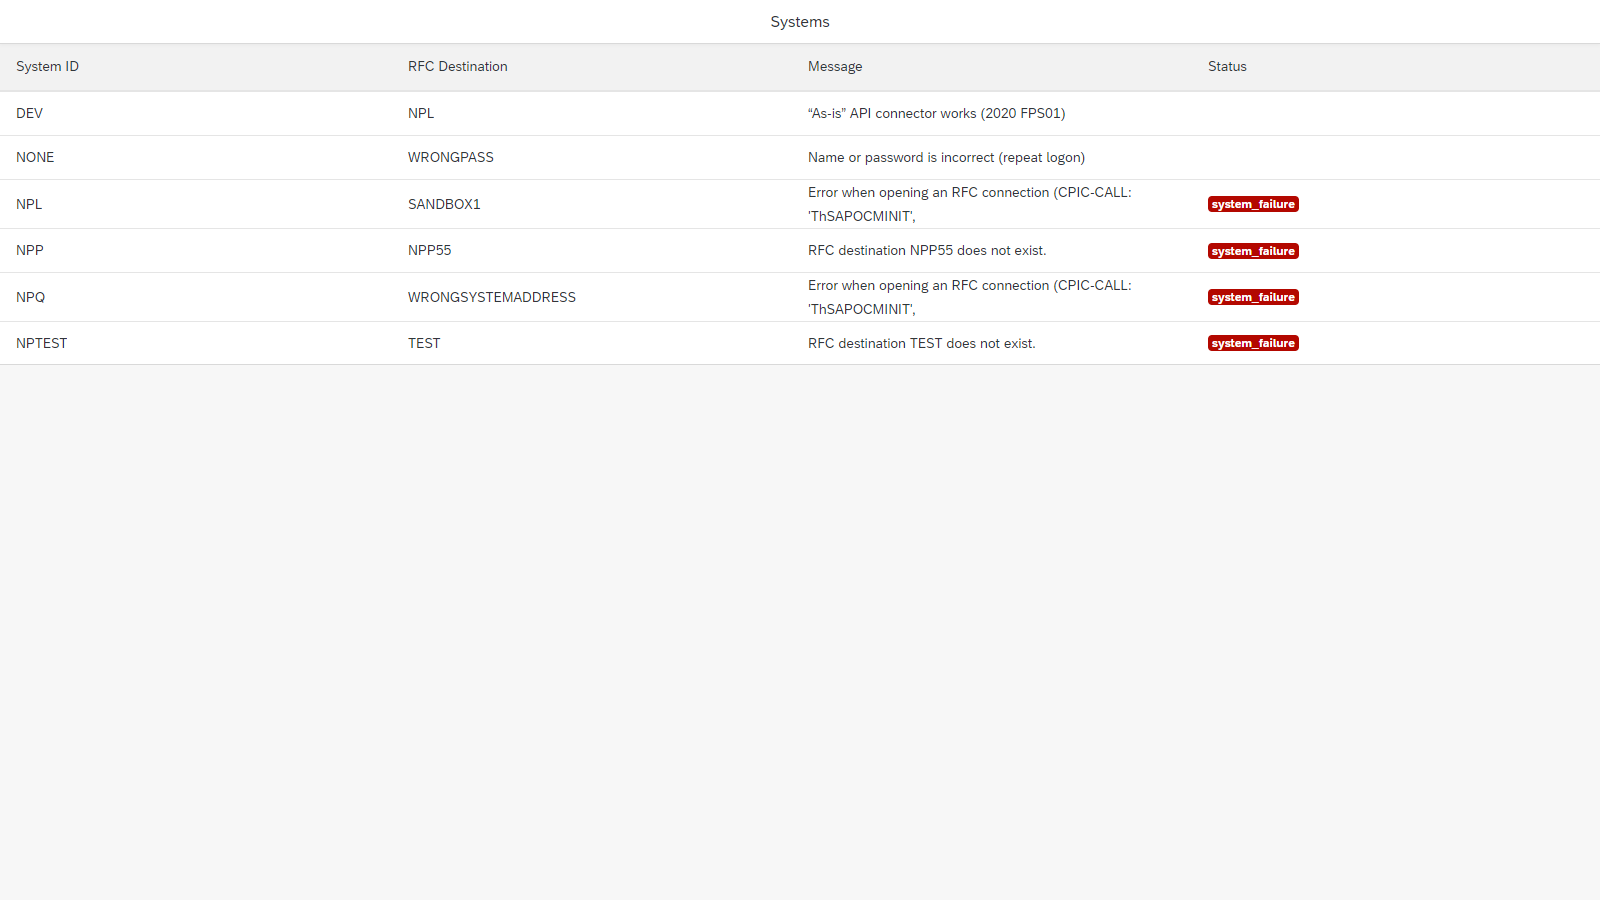 Systems
System ID RFC Destination Message Status
DEV NPL “As-is” API connector works (2020 FPS01)
NONE WRONGPASS Name or password is incorrect (repeat logon)
NPL SANDBOX1 Error when opening an RFC connection (CPIC-CALL:
'ThSAPOCMINIT', system_failure
NPP NPP55 RFC destination NPP55 does not exist. system_failure
NPQ WRONGSYSTEMADDRESS Error when opening an RFC connection (CPIC-CALL:
'ThSAPOCMINIT', system_failure
NPTEST TEST RFC destination TEST does not exist. system_failure